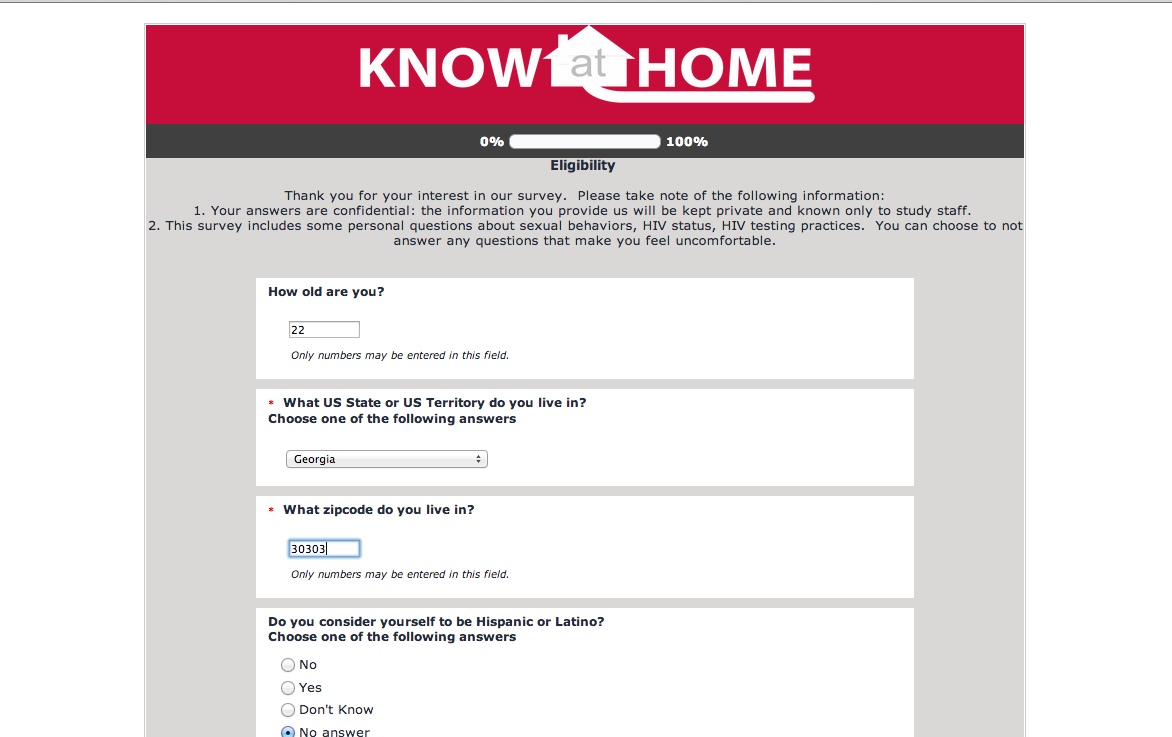 KNOW at HOME
0% 100%
Eligibility
Thank you for your interest in our survey.  Please take note of the following information:
1. Your answers are confidential: the information you provide us will be kept private and known only to study staff.
2. This survey includes some personal questions about sexual behaviors, HIV status, HIV testing practices.  You can choose to not
answer any questions that make you feel uncomfortable.
How old are you?
22
Only numbers may be entered in this field.
* What US State or US Territory do you live in?
Choose one of the following answers
Georgia
* What zipcode do you live in?
30303
Only numbers may be entered in this field.
Do you consider yourself to be Hispanic or Latino?
Choose one of the following answers
No
Yes
Don't Know
No answer